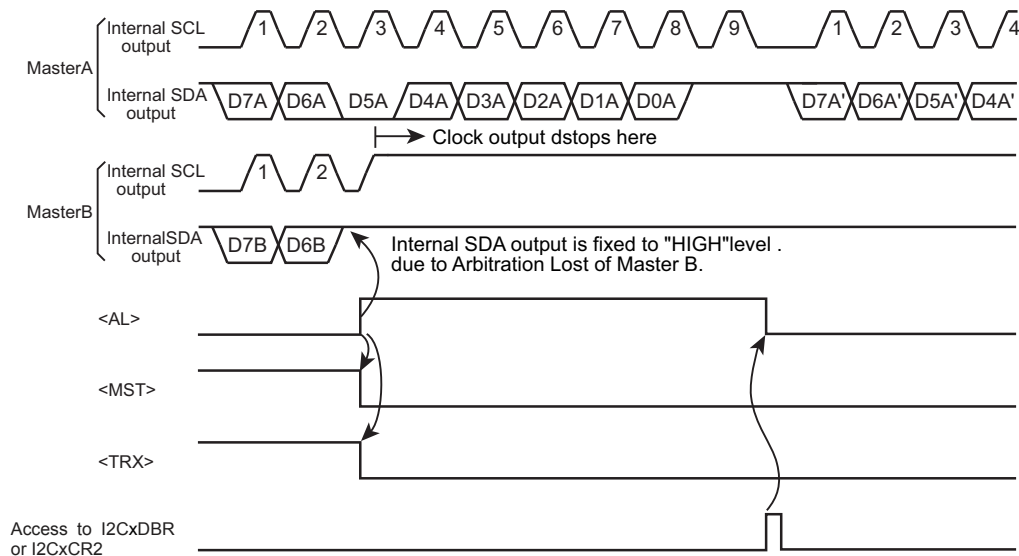 Internal SCL
output
1 2 3 4 5 6 7 8 9 1 2 3 4
MasterA
Internal SDA
output
D7A D6A D5A D4A D3A D2A D1A D0A D7A' D6A' D5A' D4A'
Clock output dstops here
Internal SCL
output
1 2
MasterB
InternalSDA
output
D7B D6B
Internal SDA output is fixed to "HIGH"level .
due to Arbitration Lost of Master B.
<AL>
<MST>
<TRX>
Access to I2CxDBR
or I2CxCR2